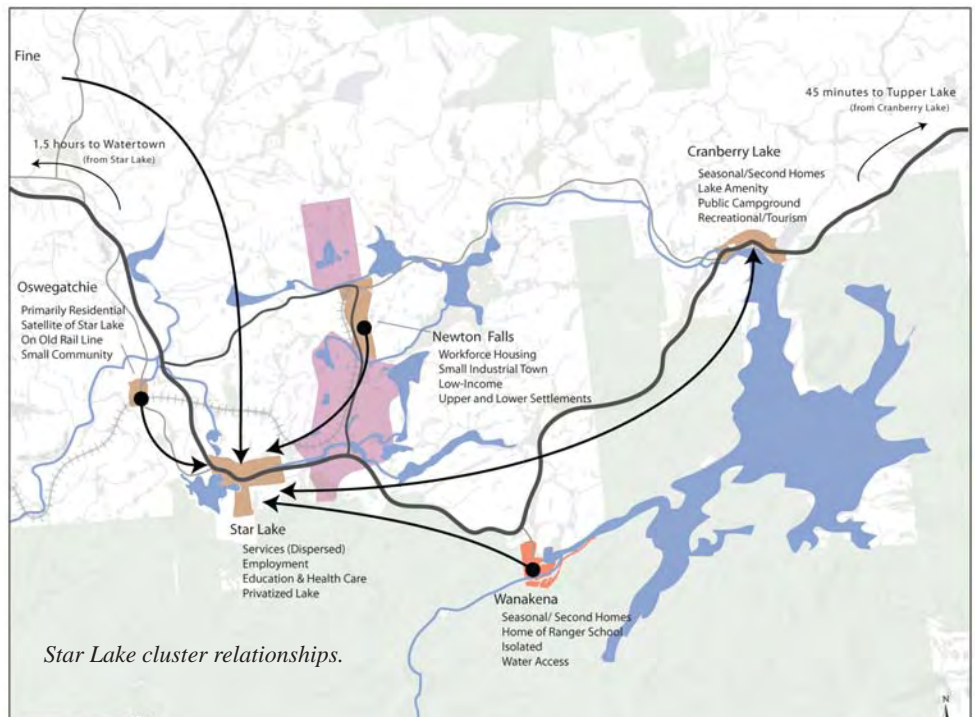 Fine
45 minutes to Tupper Lake
(from Cranberry Lake)
1.5 hours to Watertown
(from Star Lake)
Cranberry Lake
Seasonal/Second Homes
Lake Amenity
Public Campground
Recreational/Tourism
Oswegatchie
Primarily Residential
Satellite of Star Lake
On Old Rail Line
Small Community
Newton Falls
Workforce Housing
Small Industrial Town
Low-Income
Upper and Lower Settlements
Star Lake
Services (Dispersed)
Employment
Education & Health Care
Privatized Lake
Wanakena
Seasonal/ Second Homes
Home of Ranger School
Isolated
Water Access
Star Lake cluster relationships.
N